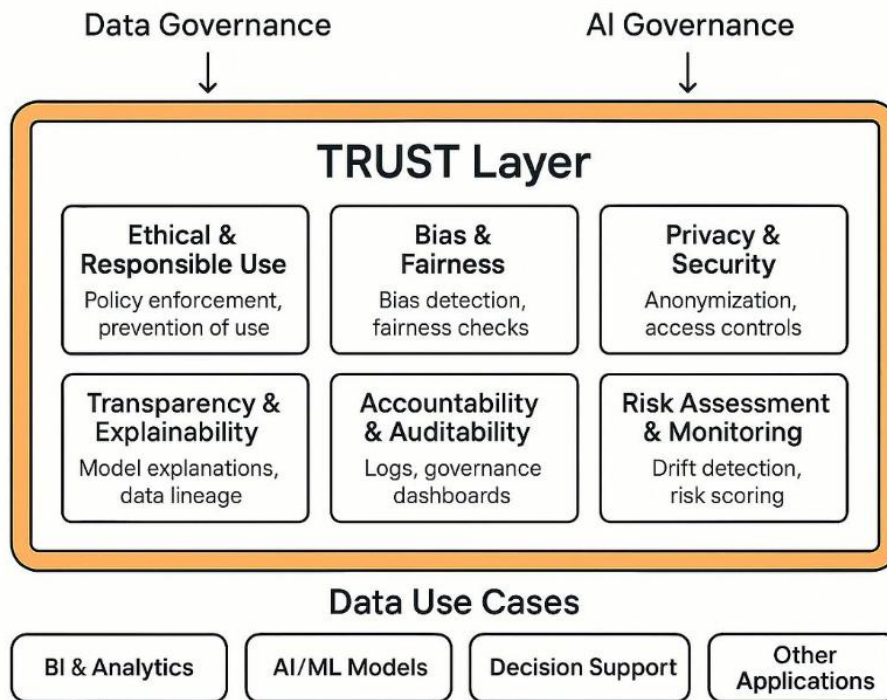 Data Governance
AI Governance
TRUST Layer
Ethical &
Responsible Use
Policy enforcement,
prevention of use
Bias &
Fairness
Bias detection,
fairness checks
Privacy &
Security
Anonymization,
access controls
Transparency &
Explainability
Model explanations,
data lineage
Accountability
& Auditability
Logs, governance
dashboards
Risk Assessment
& Monitoring
Drift detection,
risk scoring
Data Use Cases
BI & Analytics
AI/ML Models
Decision Support
Other
Applications